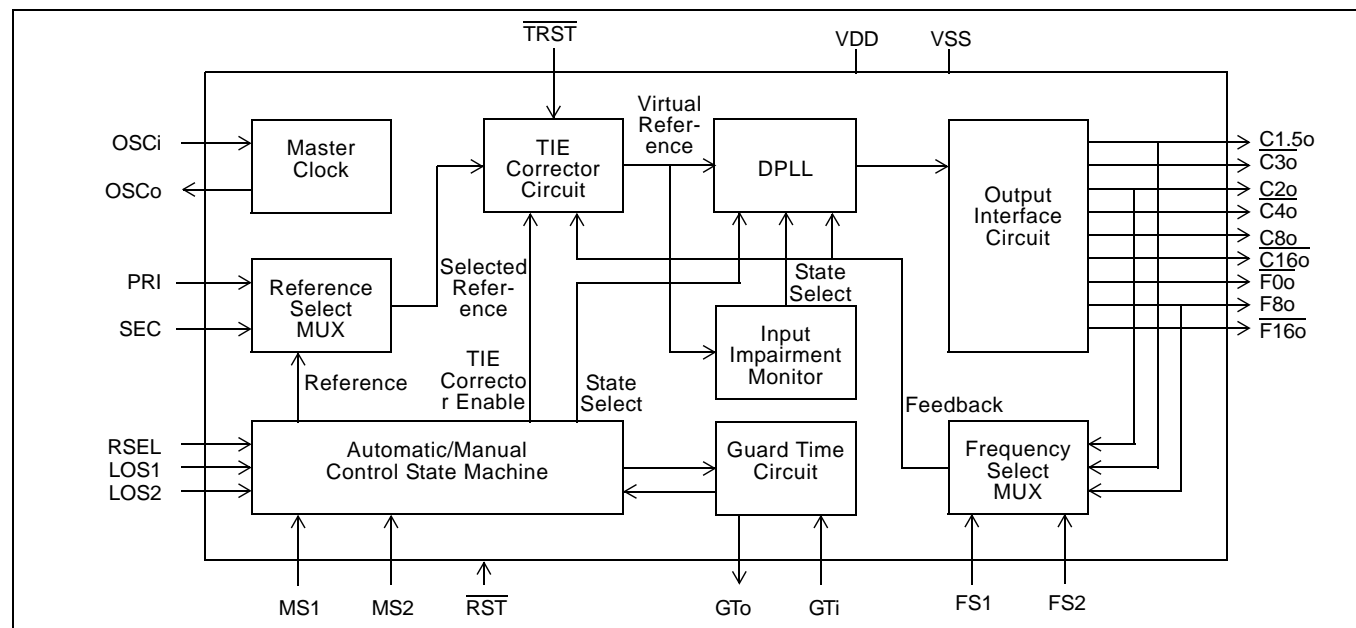 TRST
VDD
VSS
OSCi
OSCo
Master
Clock
TIE
Corrector
Circuit
Virtual
Refer-
ence
DPLL
Output
Interface
Circuit
C1.5o
C3o
C2o
C4o
C8o
C16o
F0o
F8o
F16o
PRI
SEC
Reference
Select
MUX
Selected
Refer-
ence
State
Select
Input
Impairment
Monitor
Reference
TIE
Correcto
r Enable
State
Select
Feedback
RSEL
LOS1
LOS2
Automatic/Manual
Control State Machine
Guard Time
Circuit
Frequency
Select
MUX
MS1
MS2
RST
GTo
GTi
FS1
FS2